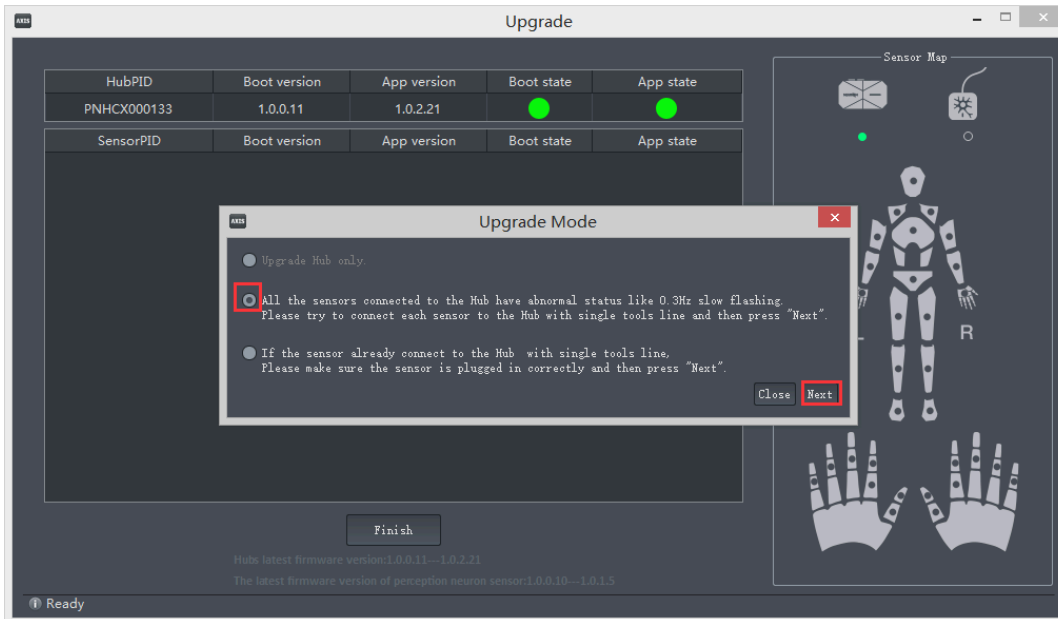 AXIS
Upgrade
Sensor Map
HubPID Boot version App version Boot state App state
PNHCX000133 1.0.0.11 1.0.2.21
SensorPID Boot version App version Boot state App state
AXIS
Upgrade Mode
Upgrade Hub only.
All the sensors connected to the Hub have abnormal status like 0.3Hz slow flashing.
Please try to connect each sensor to the Hub with single tools line and then press "Next".
If the sensor already connect to the Hub with single tools line,
Please make sure the sensor is plugged in correctly and then press "Next".
Close Next
R
Finish
Hubs latest firmware version:1.0.0.11---1.0.2.21
The latest firmware version of perception neuron sensor:1.0.0.10---1.0.1.5
Ready